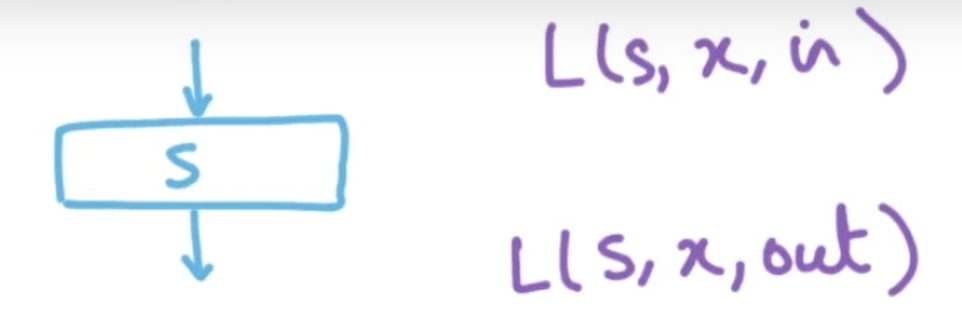 L(s, x, in)
S
L(s, x, out)